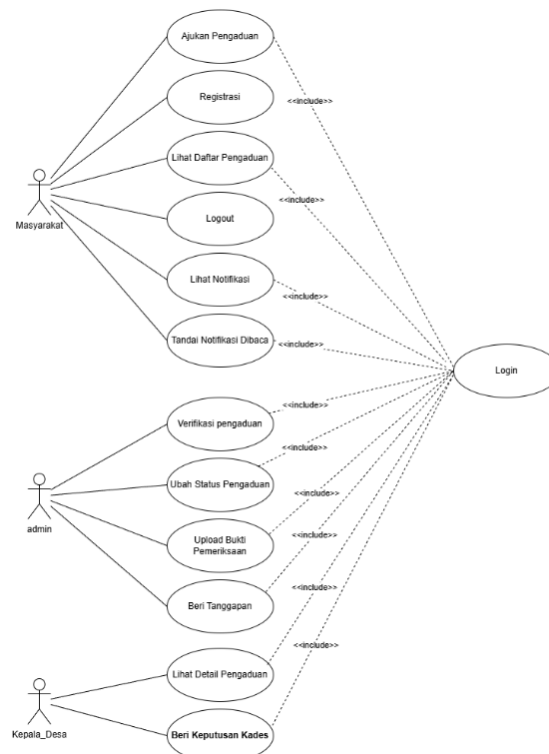 Ajukan Pengaduan
<<include>>
Registrasi
Lihat Daftar Pengaduan
<<include>>
Masyarakat
Logout
Lihat Notifikasi
<<include>>
Tandai Notifikasi Dibaca
<<include>>
Login
Verifikasi pengaduan
<<include>>
<<include>>
Ubah Status Pengaduan
admin
<<include>>
Upload Bukti
Pemeriksaan
<<include>>
Beri Tanggapan
<<include>>
Lihat Detail Pengaduan
<<include>>
Kepala_Desa
Beri Keputusan Kades